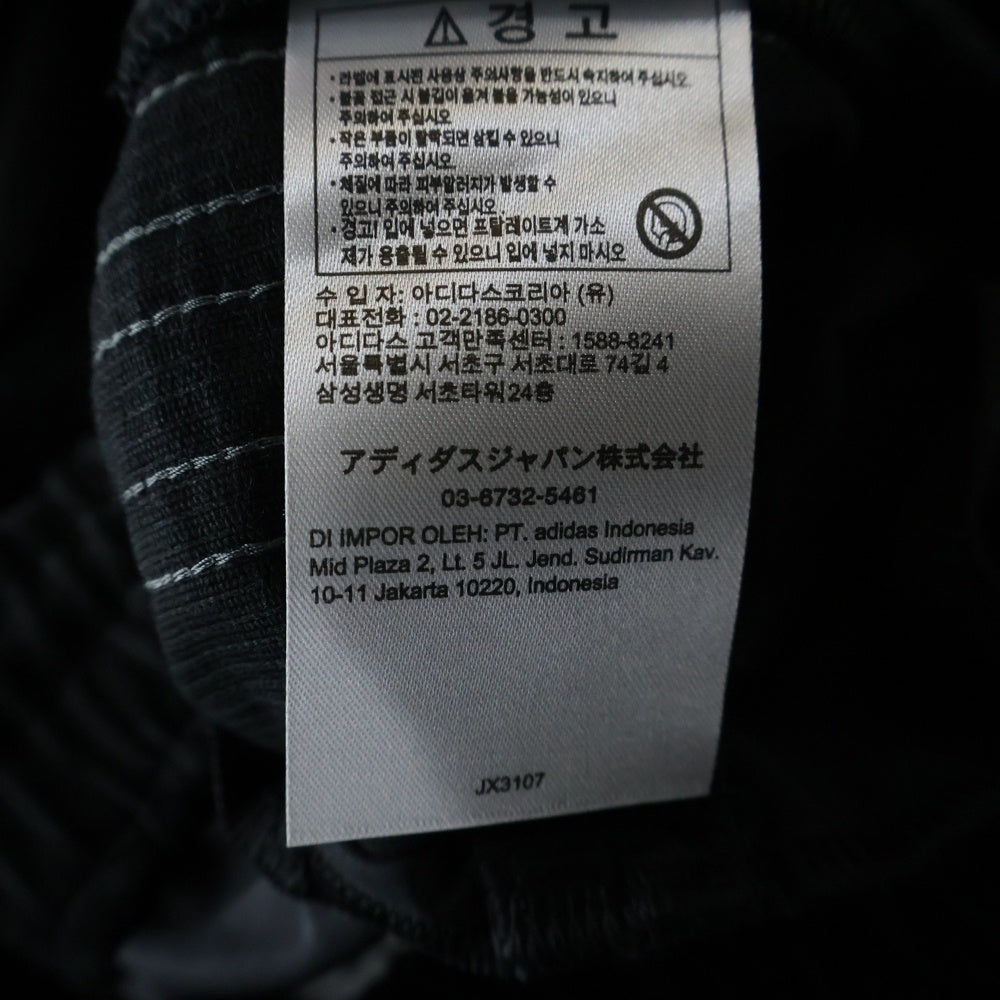 경 고
• 라벨에 표시된 사용상 주의사항을 반드시 숙지하여 주십시오
• 불꽃 접근 시 불길이 옮겨 붙을 가능성이 있으니
주의하여 주십시오
• 작은 부품이 탈락되면 삼킬 수 있으니
주의하여 주십시오
• 체질에 따라 피부알러지가 발생할 수
있으니 주의하여 주십시오
• 경고! 입에 넣으면 프탈레이트계 가소
제가 용출될 수 있으니 입에 넣지 마시오
수 입 자: 아디다스코리아 (유)
대표전화 : 02-2186-0300
아디다스 고객만족센터 : 1588-8241
서울특별시 서초구 서초대로 74길 4
삼성생명 서초타워24층
アディダスジャパン株式会社
03-6732-5461
DI IMPOR OLEH: PT. adidas Indonesia
Mid Plaza 2, Lt. 5 JL. Jend. Sudirman Kav.
10-11 Jakarta 10220, Indonesia
JX3107